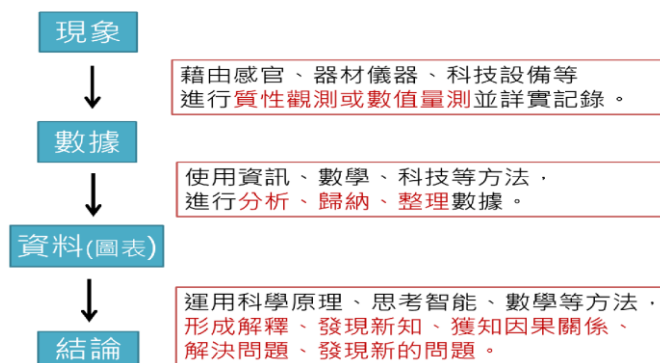 現象
藉由感官、器材儀器、科技設備等
進行質性觀測或數值量測並詳實記錄。
數據
使用資訊、數學、科技等方法，
進行分析、歸納、整理數據。
資料(圖表)
運用科學原理、思考智能、數學等方法，
形成解釋、發現新知、獲知因果關係、
解決問題、發現新的問題。
結論